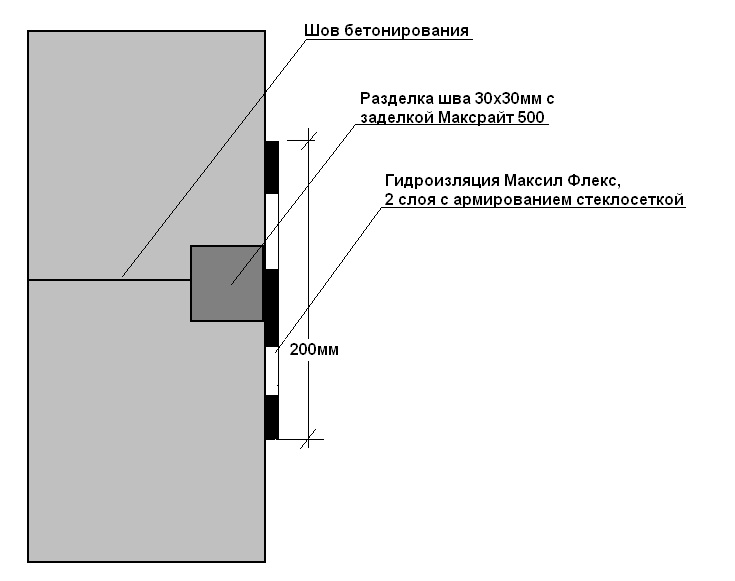 Шов бетонирования
Разделка шва 30х30мм с
заделкой Максрайт 500
Гидроизляция Максил Флекс,
2 слоя с армированием стеклосеткой
200мм